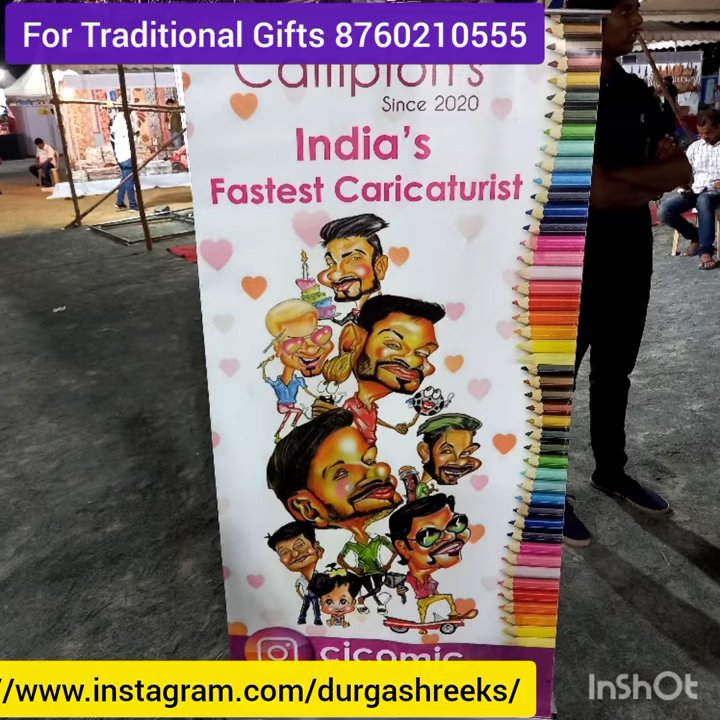 For Traditional Gifts 8760210555
Since 2020
India's
Fastest Caricaturist
//www.instagram.com/durgashreeks/
InShOt